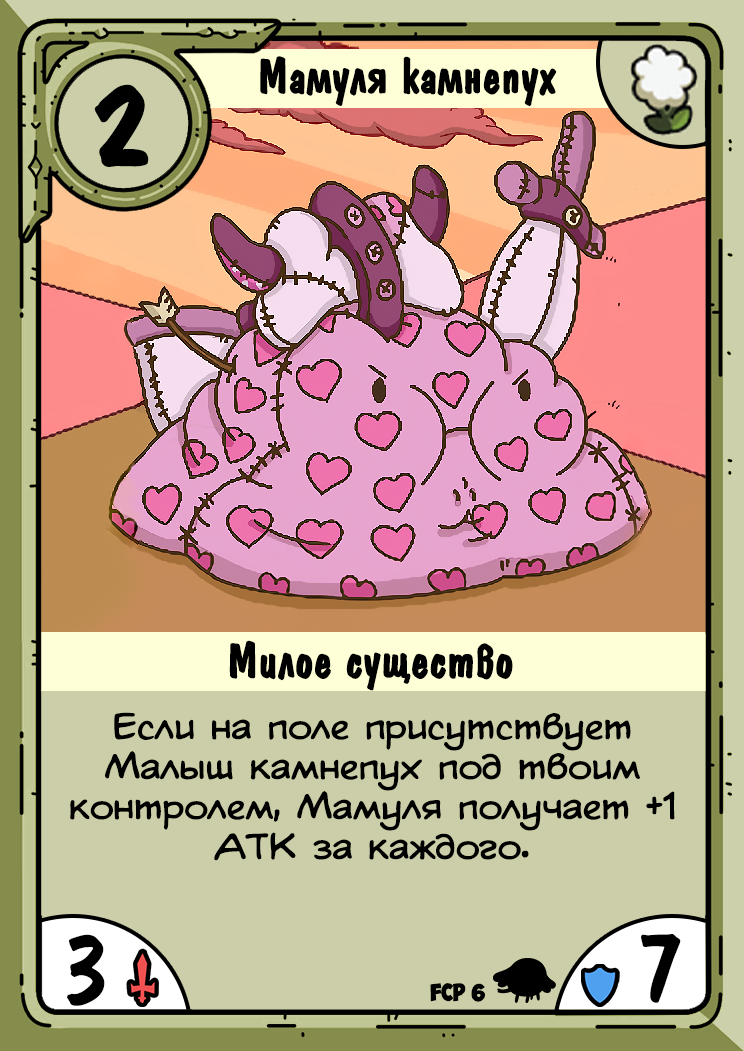 2
Мамуля камнепух
Милое существо
Если на поле присутствует
Малыш камнепух под твоим
контролем, Мамуля получает +1
АТК за каждого.
3
FCP 6
7